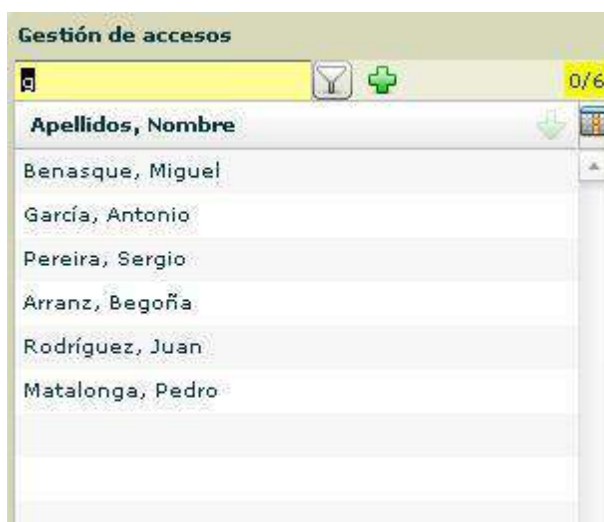 Gestión de accesos
g
0/6
Apellidos, Nombre
Benasque, Miguel
García, Antonio
Pereira, Sergio
Arranz, Begoña
Rodríguez, Juan
Matalonga, Pedro